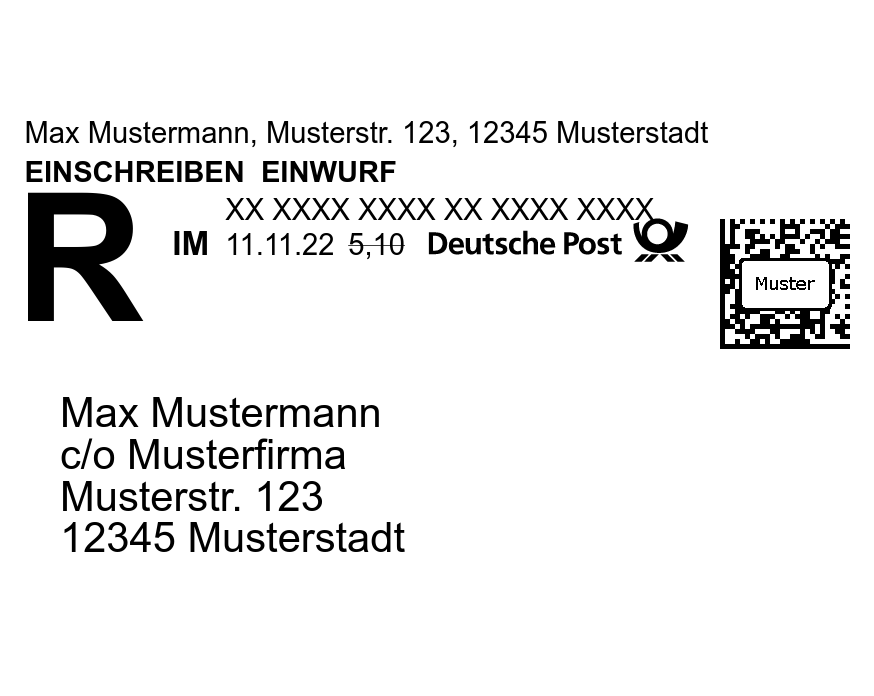 Max Mustermann, Musterstr. 123, 12345 Musterstadt
EINSCHREIBEN EINWURF
R
XX XXXX XXXX XX XXXX XXXX
IM 11.11.22 5,10 Deutsche Post
Muster
Max Mustermann
c/o Musterfirma
Musterstr. 123
12345 Musterstadt